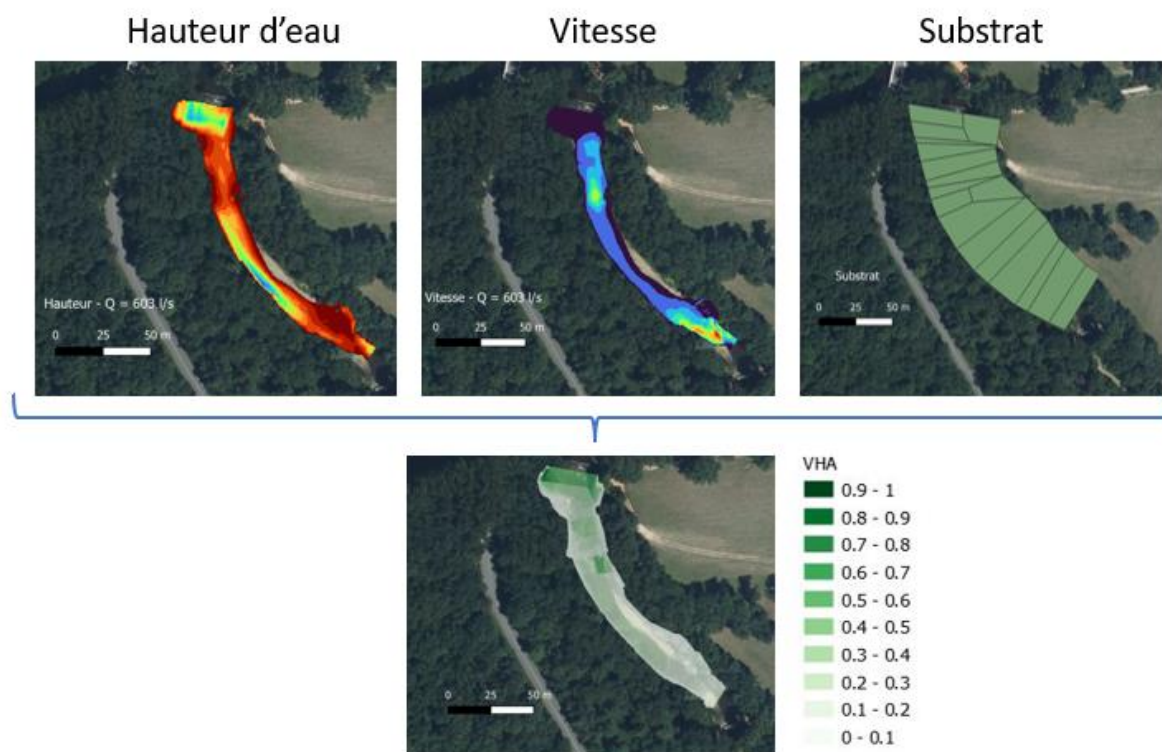 Hauteur d'eau
Vitesse
Substrat
Hauteur - Q = 603 l/s
0 25 50 m
Vitesse - Q = 603 l/s
0 25 50 m
Substrat
0 25 50 m
0 25 50 m
VHA
0.9 - 1
0.8 - 0.9
0.7 - 0.8
0.6 - 0.7
0.5 - 0.6
0.4 - 0.5
0.3 - 0.4
0.2 - 0.3
0.1 - 0.2
0 - 0.1